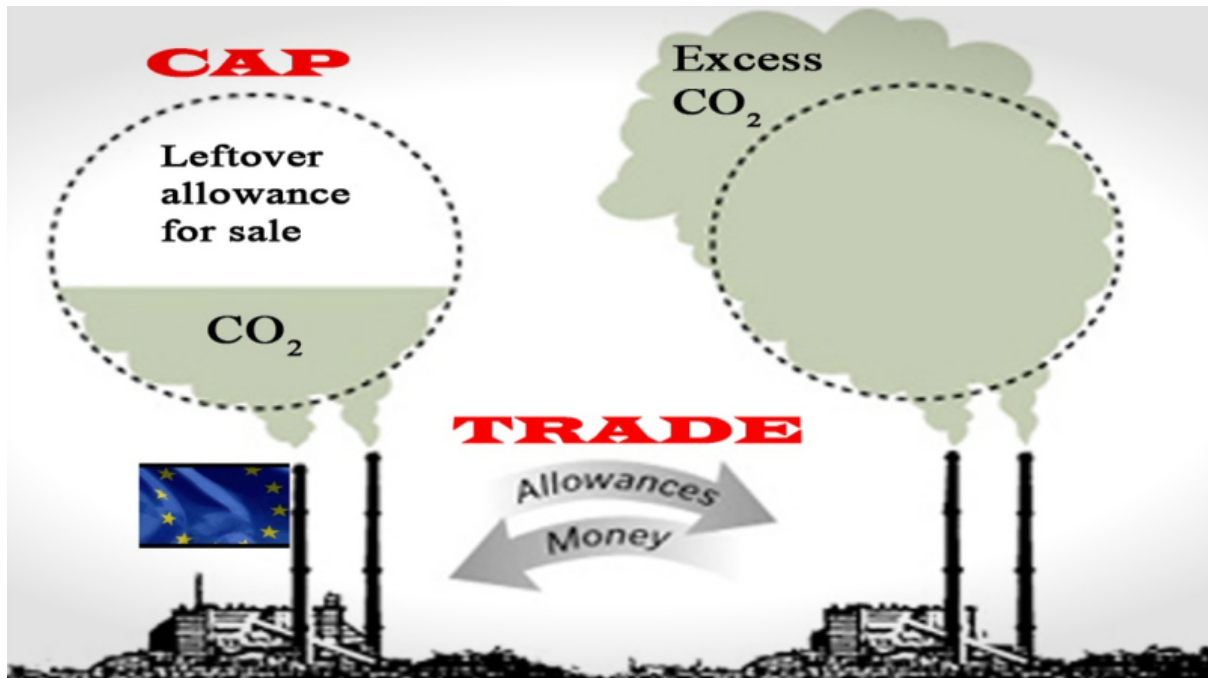 CAP
Leftover
allowance
for sale
CO₂
Excess
CO₂
TRADE
Allowances
Money